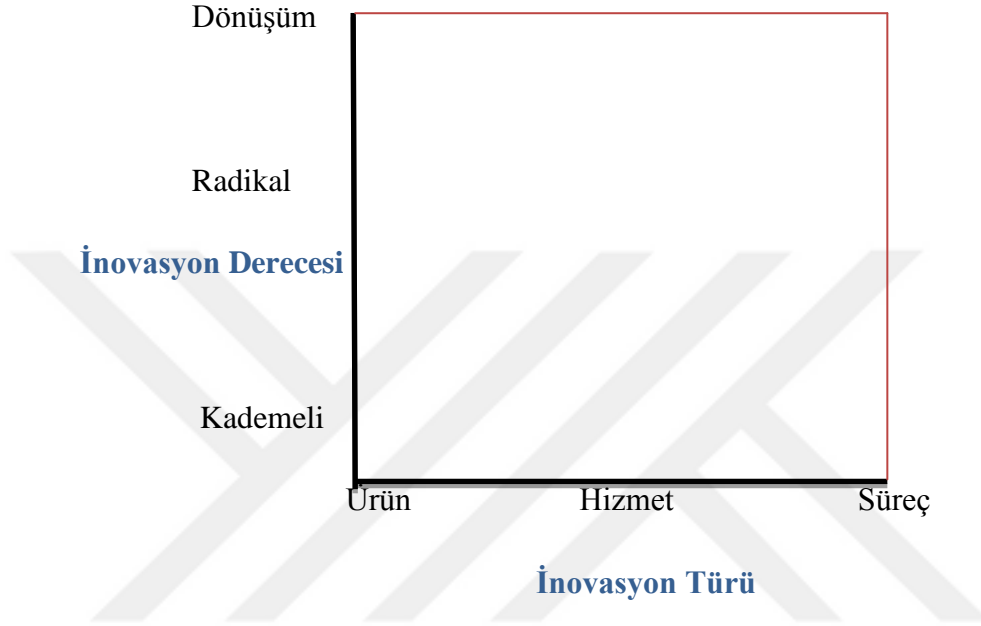 Dönüşüm
Radikal
İnovasyon Derecesi
Kademeli
Ürün Hizmet Süreç
İnovasyon Türü